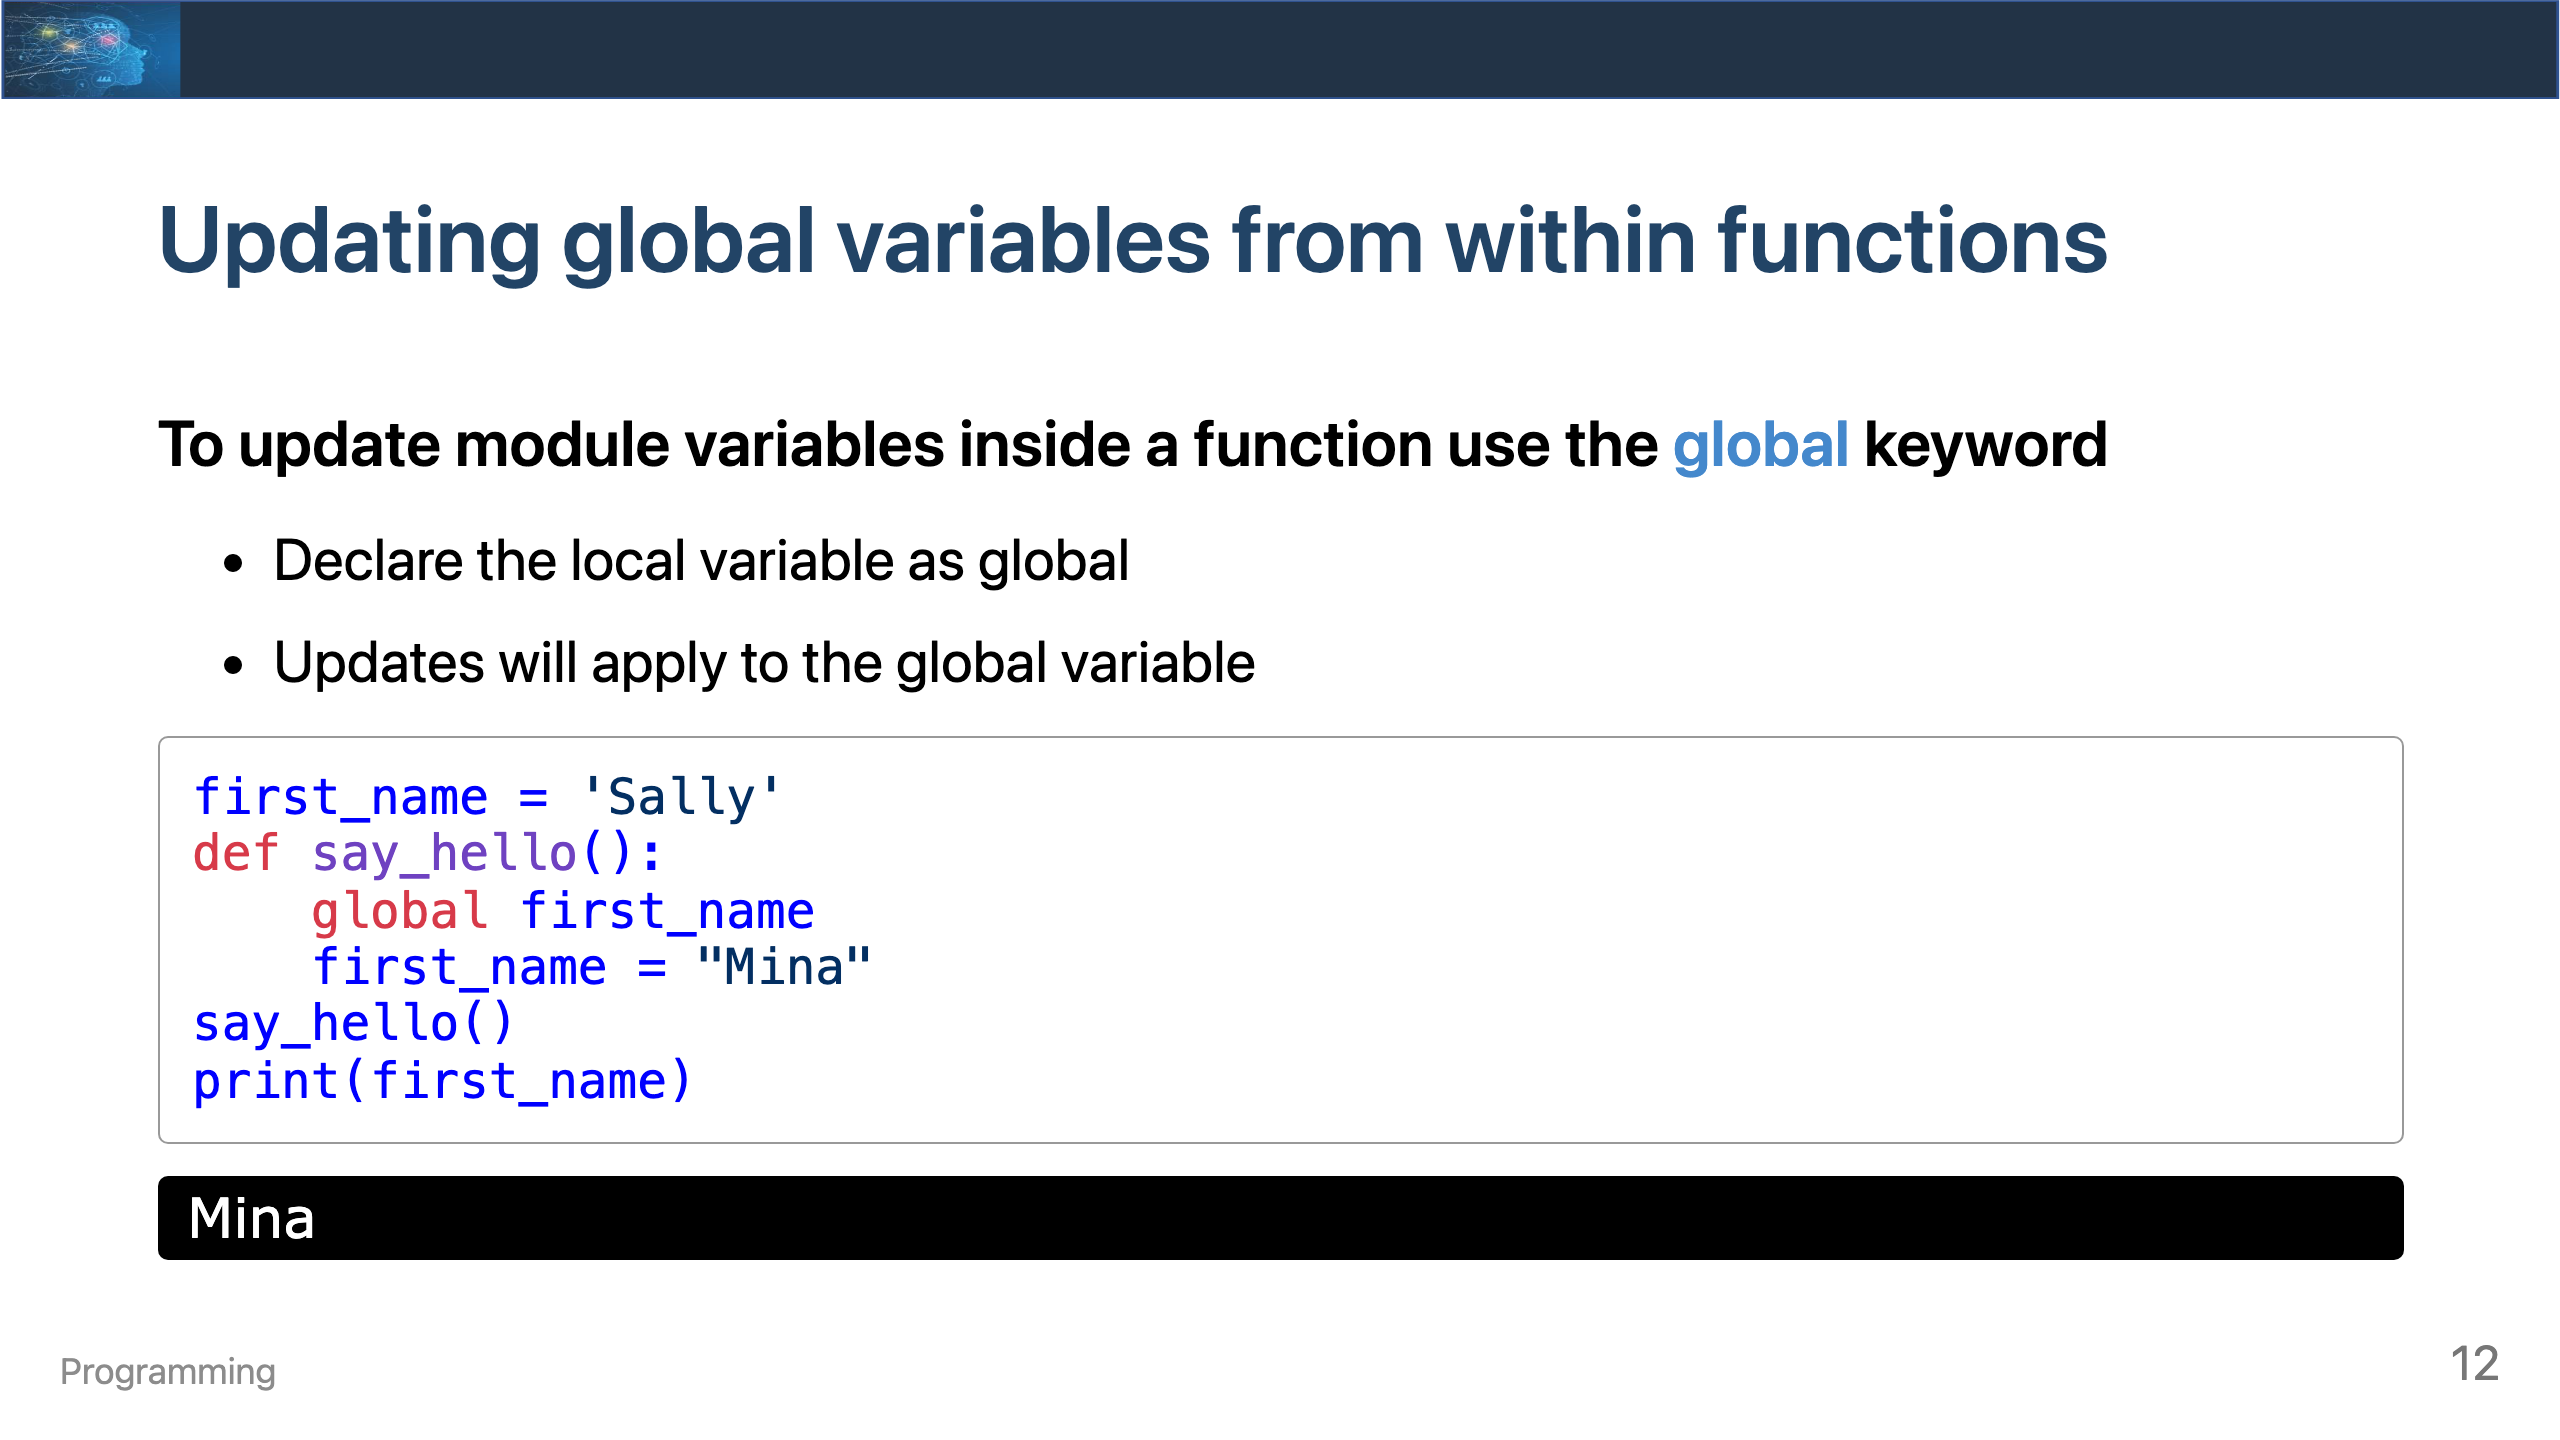 Updating global variables from within functions
To update module variables inside a function use the global keyword
• Declare the local variable as global
• Updates will apply to the global variable
first_name = 'Sally'
def say_hello():
    global first_name
    first_name = "Mina"
say_hello()
print(first_name)
Mina
Programming
12